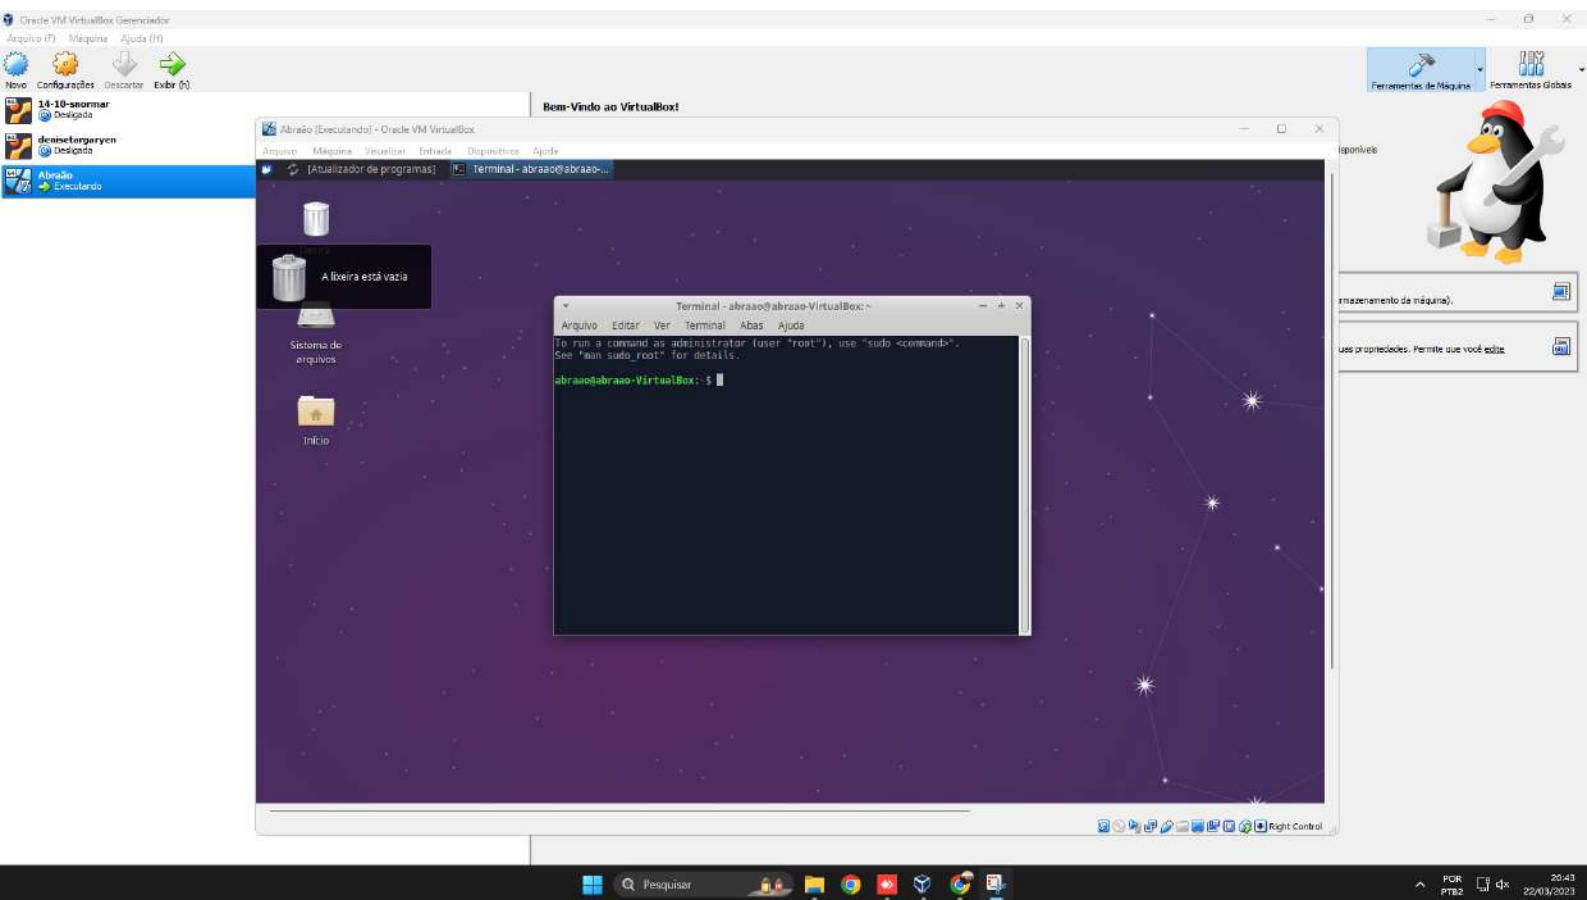 Oracle VM VirtualBox Gerenciador
Arquivo (F) Máquina Ajuda (H)
Novo Configurações Descartar Exibir (h)
Ferramentas de Máquina Ferramentas Globais
14-10-snormar
Desligada
denisetargaryen
Desligada
Abraão
Executando
Bem-Vindo ao VirtualBox!
isponíveis
rmazenamento da máquina).
uas propriedades. Permite que você edite
Abraão [Executando] - Oracle VM VirtualBox
Arquivo Máquina Visualizar Entrada Dispositivos Ajuda
[Atualizador de programas] Terminal - abraao@abraao-...
A lixeira está vazia
Sistema de
arquivos
Início
Terminal - abraao@abraao-VirtualBox: ~
Arquivo Editar Ver Terminal Abas Ajuda
To run a command as administrator (user "root"), use "sudo <command>".
See "man sudo_root" for details.
abraao@abraao-VirtualBox:~$
Right Control
Pesquisar
POR
PTB2
20:43
22/03/2023